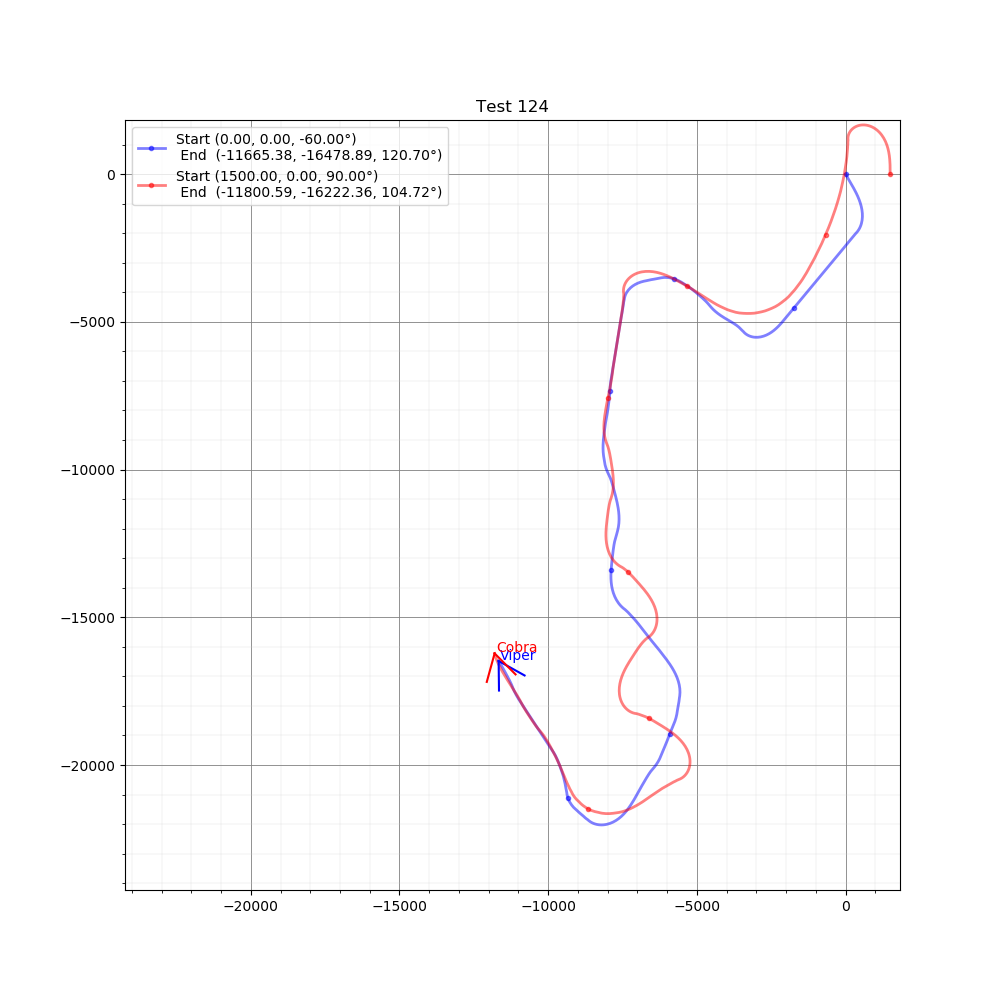 Test 124
Start (0.00, 0.00, -60.00°)
End  (-11665.38, -16478.89, 120.70°)
Start (1500.00, 0.00, 90.00°)
End  (-11800.59, -16222.36, 104.72°)
0
−5000
−10000
−15000
−20000
Cobra
Viper
−20000
−15000
−10000
−5000
0